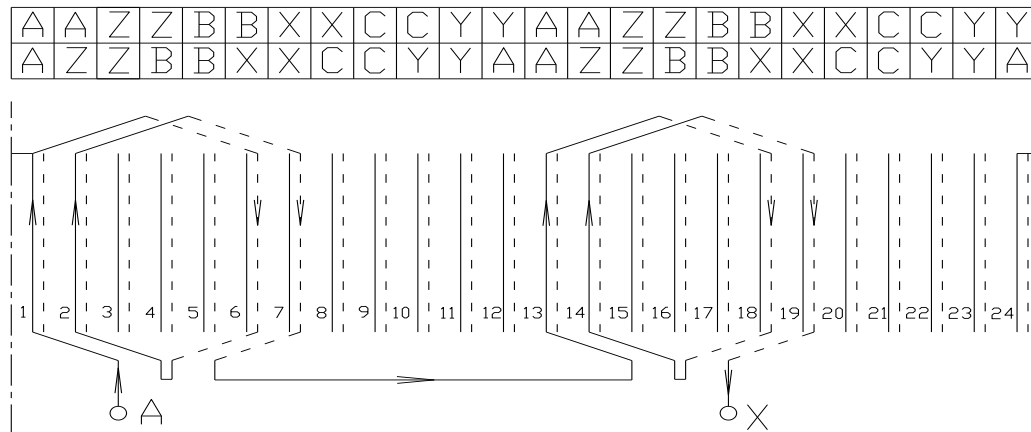 A A Z Z B B X X C C Y Y A A Z Z B B X X C C Y Y
A Z Z B B X X C C Y Y A A Z Z B B X X C C Y Y A
1 2 3 4 5 6 7 8 9 10 11 12 13 14 15 16 17 18 19 20 21 22 23 24
A X